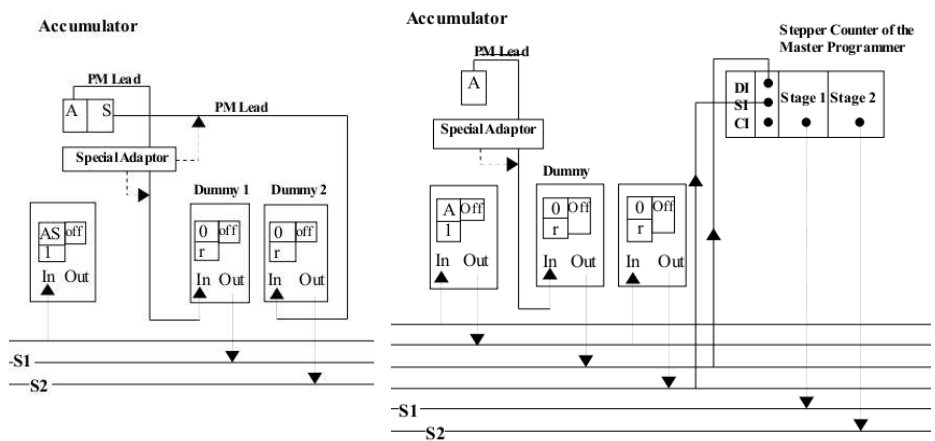 Accumulator
PM Lead
A S
PM Lead
Special Adaptor
Dummy 1 Dummy 2
AS off
1
In Out
0 off
r
In Out
0 off
r
In Out
S1
S2
Accumulator
PM Lead
A
Special Adaptor
Dummy
A Off
1
In Out
0 Off
r
In Out
0 Off
r
In Out
Stepper Counter of the
Master Programmer
DI
SI
CI
Stage 1 Stage 2
S1
S2